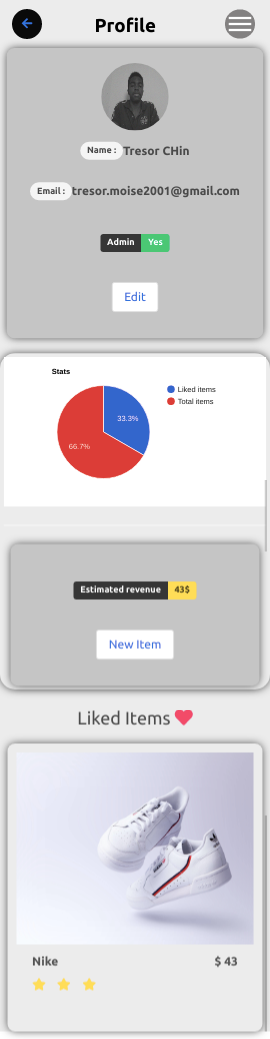 Profile
Name : Tresor CHin
Email : tresor.moise2001@gmail.com
Admin Yes
Edit
Stats
Liked items
Total items
33.3%
66.7%
Estimated revenue 43$
New Item
Liked Items
Nike $ 43